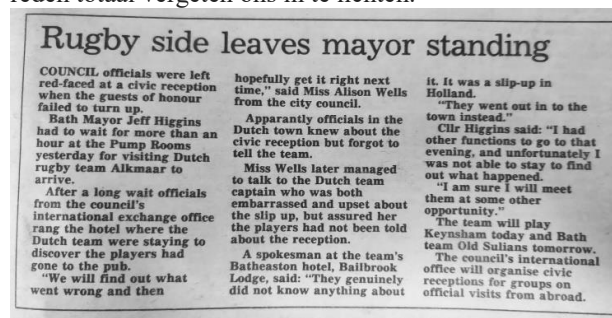 Rugby side leaves mayor standing
COUNCIL officials were left
red-faced at a civic reception
when the guests of honour
failed to turn up.
Bath Mayor Jeff Higgins
had to wait for more than an
hour at the Pump Rooms
yesterday for visiting Dutch
rugby team Alkmaar to
arrive.
After a long wait officials
from the council's
international exchange office
rang the hotel where the
Dutch team were staying to
discover the players had
gone to the pub.
"We will find out what
went wrong and then
hopefully get it right next
time," said Miss Alison Wells
from the city council.
Apparently officials in the
Dutch town knew about the
civic reception but forgot to
tell the team.
Miss Wells later managed
to talk to the Dutch team
captain who was both
embarrassed and upset about
the slip up, but assured her
the players had not been told
about the reception.
A spokesman at the team's
Batheaston hotel, Bailbrook
Lodge, said: "They genuinely
did not know anything about
it. It was a slip-up in
Holland.
"They went out in to the
town instead."
Cllr Higgins said: "I had
other functions to go to that
evening, and unfortunately I
was not able to stay to find
out what happened.
"I am sure I will meet
them at some other
opportunity."
The team will play
Keynsham today and Bath
team Old Sulians tomorrow.
The council's international
office will organise civic
receptions for groups on
official visits from abroad.